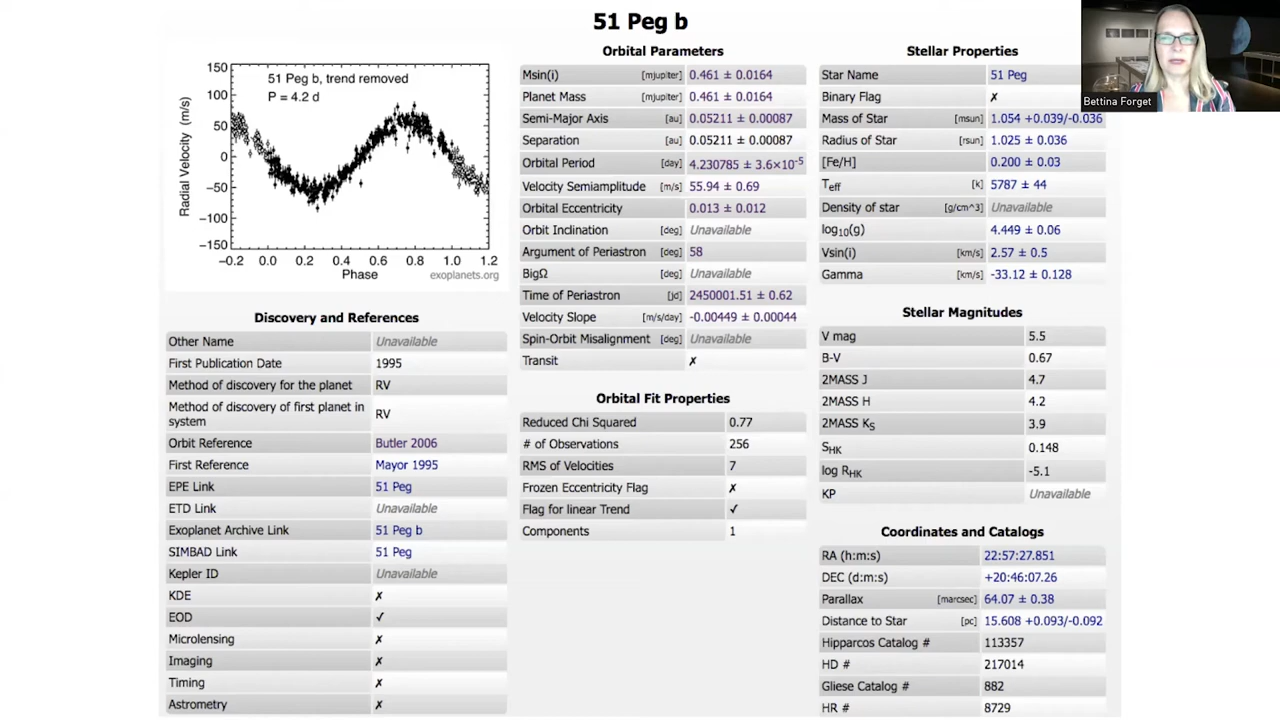 51 Peg b
150
100
50
0
−50
−100
−150
Radial Velocity (m/s)
51 Peg b, trend removed
P = 4.2 d
−0.2 0.0 0.2 0.4 0.6 0.8 1.0 1.2
Phase
exoplanets.org
Discovery and References
Other Name Unavailable
First Publication Date 1995
Method of discovery for the planet RV
Method of discovery of first planet in
system RV
Orbit Reference Butler 2006
First Reference Mayor 1995
EPE Link 51 Peg
ETD Link Unavailable
Exoplanet Archive Link 51 Peg b
SIMBAD Link 51 Peg
Kepler ID Unavailable
KDE ✗
EOD ✓
Microlensing ✗
Imaging ✗
Timing ✗
Astrometry ✗
Orbital Parameters
Msin(i) [mjupiter] 0.461 ± 0.0164
Planet Mass [mjupiter] 0.461 ± 0.0164
Semi-Major Axis [au] 0.05211 ± 0.00087
Separation [au] 0.05211 ± 0.00087
Orbital Period [day] 4.230785 ± 3.6×10⁻⁵
Velocity Semiamplitude [m/s] 55.94 ± 0.69
Orbital Eccentricity 0.013 ± 0.012
Orbit Inclination [deg] Unavailable
Argument of Periastron [deg] 58
BigΩ [deg] Unavailable
Time of Periastron [jd] 2450001.51 ± 0.62
Velocity Slope [m/s/day] -0.00449 ± 0.00044
Spin-Orbit Misalignment [deg] Unavailable
Transit ✗
Orbital Fit Properties
Reduced Chi Squared 0.77
# of Observations 256
RMS of Velocities 7
Frozen Eccentricity Flag ✗
Flag for linear Trend ✓
Components 1
Stellar Properties
Star Name 51 Peg
Binary Flag ✗
Mass of Star [msun] 1.054 +0.039/-0.036
Radius of Star [rsun] 1.025 ± 0.036
[Fe/H] 0.200 ± 0.03
Teff [k] 5787 ± 44
Density of star [g/cm^3] Unavailable
log₁₀(g) 4.449 ± 0.06
Vsin(i) [km/s] 2.57 ± 0.5
Gamma [km/s] -33.12 ± 0.128
Stellar Magnitudes
V mag 5.5
B-V 0.67
2MASS J 4.7
2MASS H 4.2
2MASS KS 3.9
SHK 0.148
log RHK -5.1
KP Unavailable
Coordinates and Catalogs
RA (h:m:s) 22:57:27.851
DEC (d:m:s) +20:46:07.26
Parallax [marcsec] 64.07 ± 0.38
Distance to Star [pc] 15.608 +0.093/-0.092
Hipparcos Catalog # 113357
HD # 217014
Gliese Catalog # 882
HR # 8729
Bettina Forget